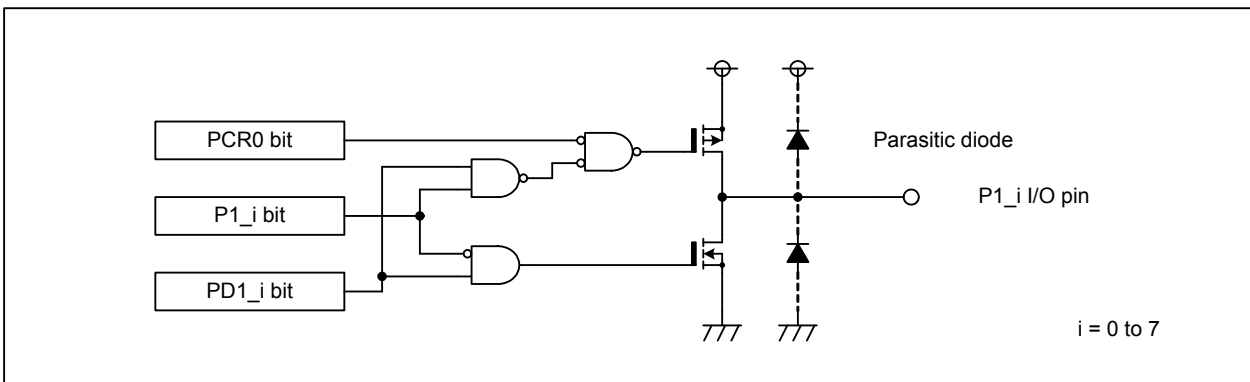 PCR0 bit
Parasitic diode
P1_i bit
P1_i I/O pin
PD1_i bit
i = 0 to 7